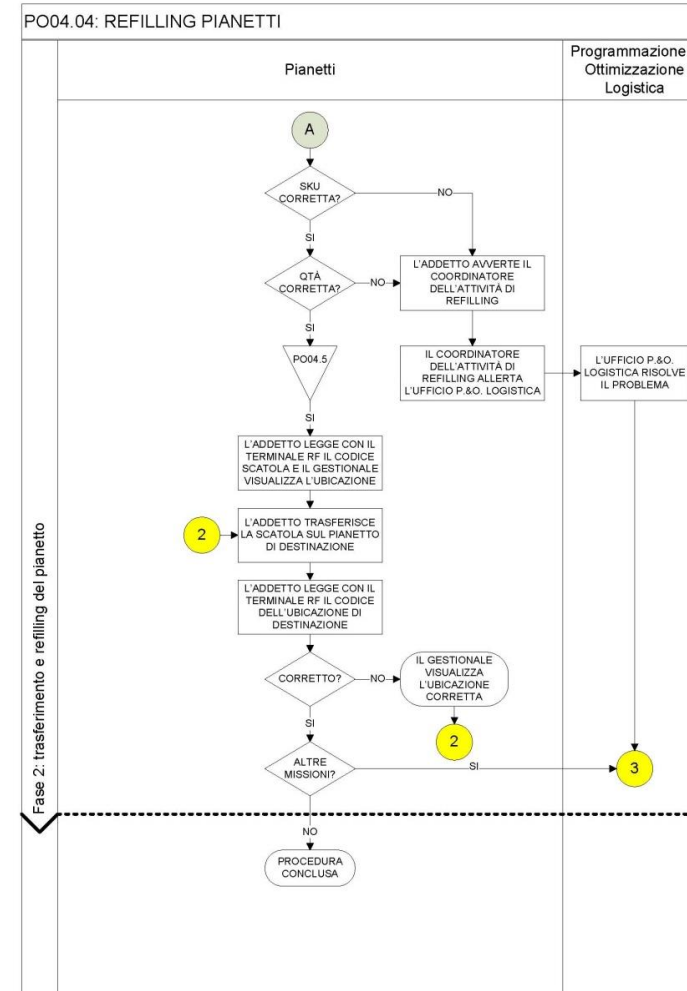 PO04.04: REFILLING PIANETTI
Pianetti
Programmazione
Ottimizzazione
Logistica
A
SKU
CORRETTA?
NO
SI
QTÀ
CORRETTA?
NO
L'ADDETTO AVVERTE IL
COORDINATORE
DELL'ATTIVITÀ DI
REFILLING
SI
PO04.5
IL COORDINATORE
DELL'ATTIVITÀ DI
REFILLING ALLERTA
L'UFFICIO P.&O. LOGISTICA
L'UFFICIO P.&O.
LOGISTICA RISOLVE
IL PROBLEMA
SI
L'ADDETTO LEGGE CON IL
TERMINALE RF IL CODICE
SCATOLA E IL GESTIONALE
VISUALIZZA L'UBICAZIONE
2
L'ADDETTO TRASFERISCE
LA SCATOLA SUL PIANETTO
DI DESTINAZIONE
L'ADDETTO LEGGE CON IL
TERMINALE RF IL CODICE
DELL'UBICAZIONE DI
DESTINAZIONE
CORRETTO?
NO
IL GESTIONALE
VISUALIZZA
L'UBICAZIONE
CORRETTA
SI
2
ALTRE
MISSIONI?
SI
3
NO
PROCEDURA
CONCLUSA
Fase 2: trasferimento e refilling del pianetto